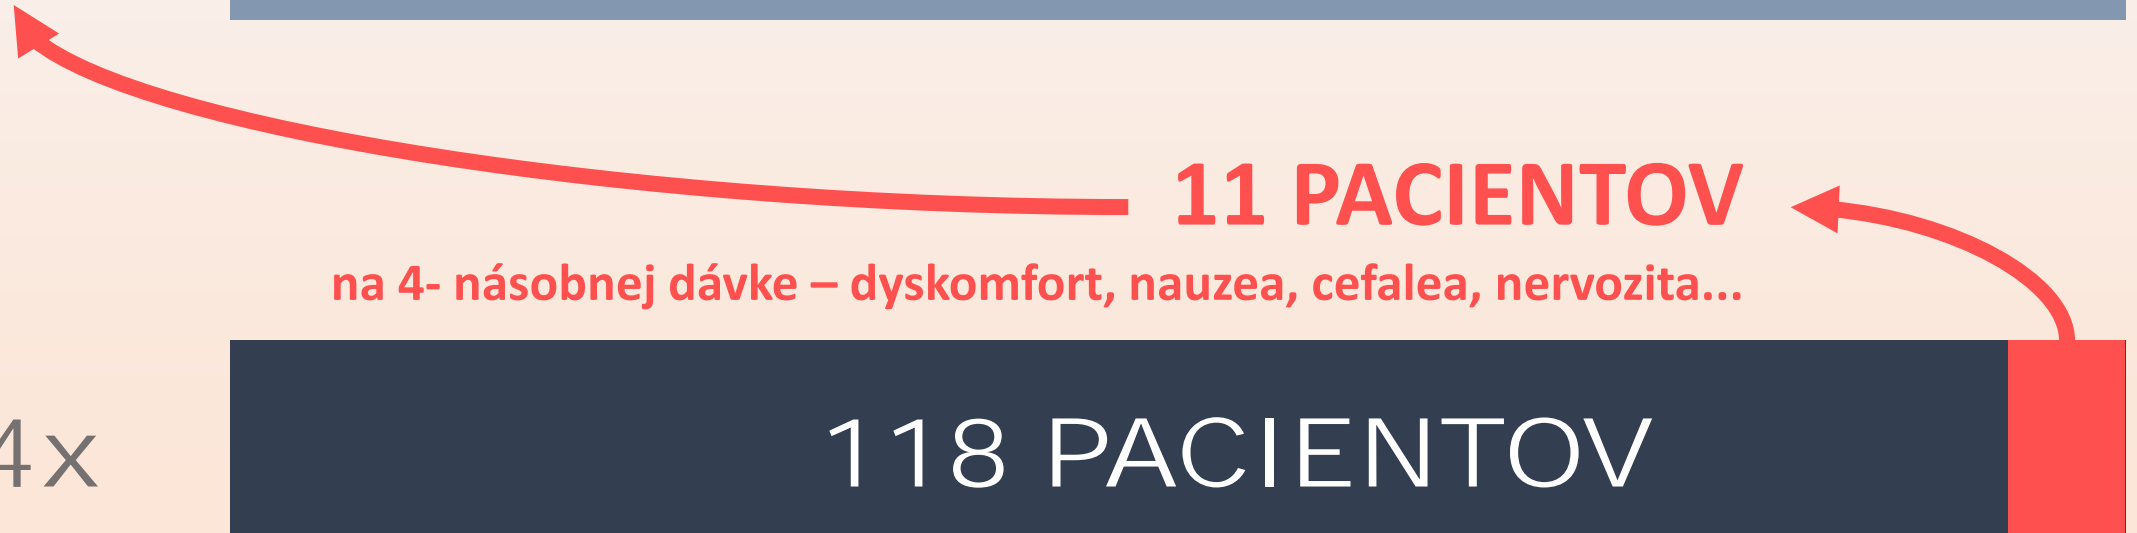 11 PACIENTOV
na 4- násobnej dávke – dyskomfort, nauzea, cefalea, nervozita...
4x
118 PACIENTOV